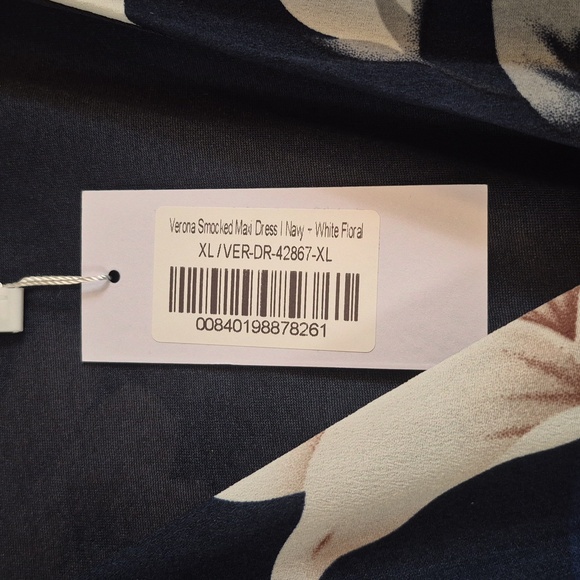 Verona Smocked Maxi Dress | Navy - White Floral
XL / VER-DR-42867-XL
00840198878261